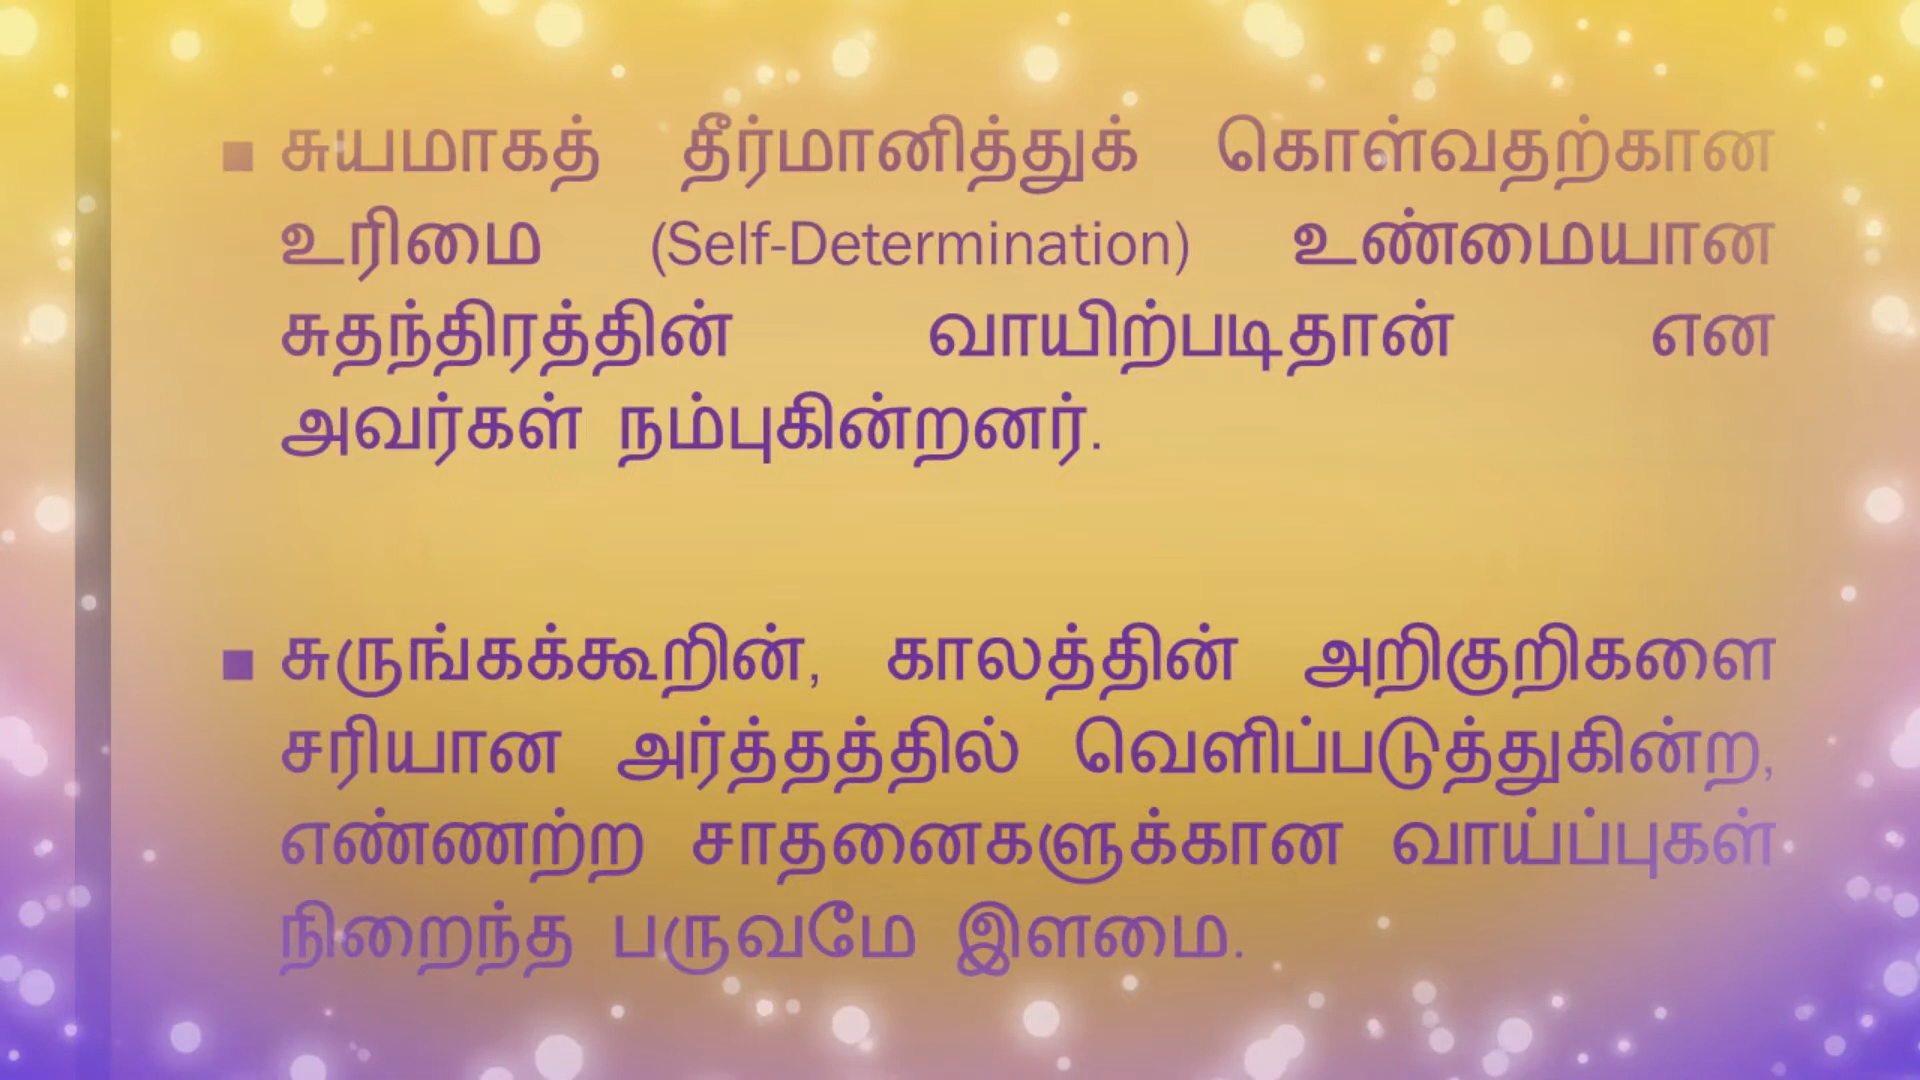 ▪ சுயமாகத் தீர்மானித்துக் கொள்வதற்கான
உரிமை (Self-Determination) உண்மையான
சுதந்திரத்தின் வாயிற்படிதான் என
அவர்கள் நம்புகின்றனர்.
▪ சுருங்கக்கூறின், காலத்தின் அறிகுறிகளை
சரியான அர்த்தத்தில் வெளிப்படுத்துகின்ற,
எண்ணற்ற சாதனைகளுக்கான வாய்ப்புகள்
நிறைந்த பருவமே இளமை.